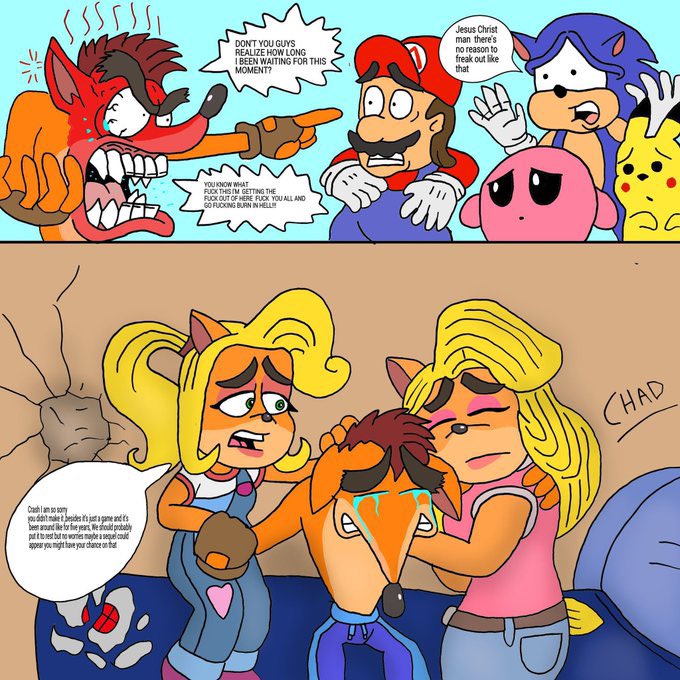 DON'T YOU GUYS
REALIZE HOW LONG
I BEEN WAITING FOR THIS
MOMENT?
Jesus Christ
man there's
no reason to
freak out like
that
M
YOU KNOW WHAT
FUCK THIS I'M GETTING THE
FUCK OUT OF HERE FUCK YOU ALL AND
GO FUCKING BURN IN HELL!!!
CHAD
Crash I am so sorry
you didn't make it ,besides it's just a game and it's
been around like for five years, We should probably
put it to rest but no worries maybe a sequel could
appear you might have your chance on that